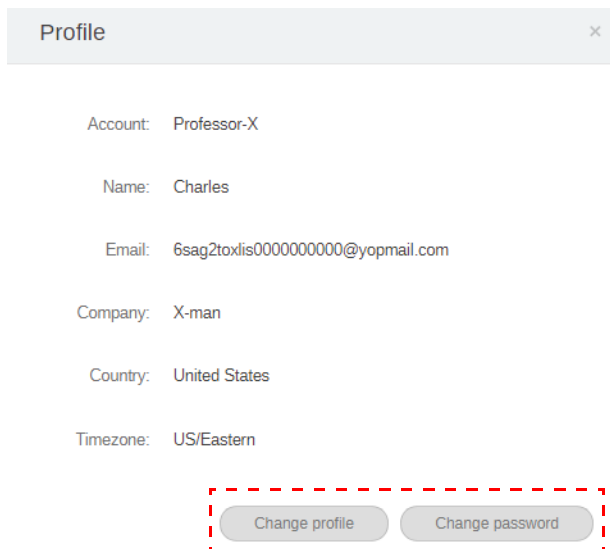 Profile ×
Account: Professor-X
Name: Charles
Email: 6sag2toxlis0000000000@yopmail.com
Company: X-man
Country: United States
Timezone: US/Eastern
Change profile Change password